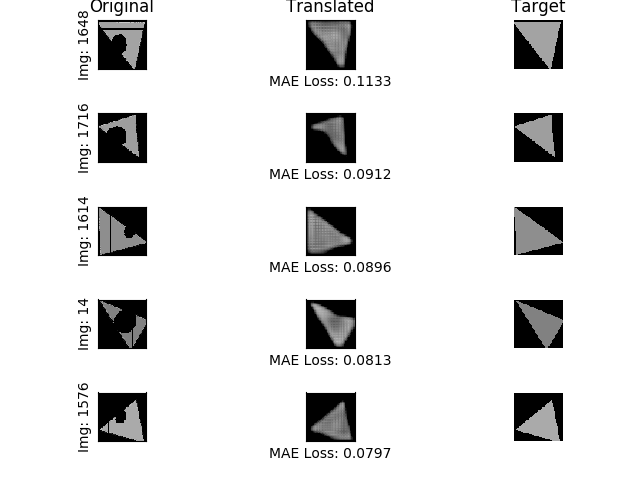 Original Translated Target
Img: 1648
MAE Loss: 0.1133
Img: 1716
MAE Loss: 0.0912
Img: 1614
MAE Loss: 0.0896
Img: 14
MAE Loss: 0.0813
Img: 1576
MAE Loss: 0.0797